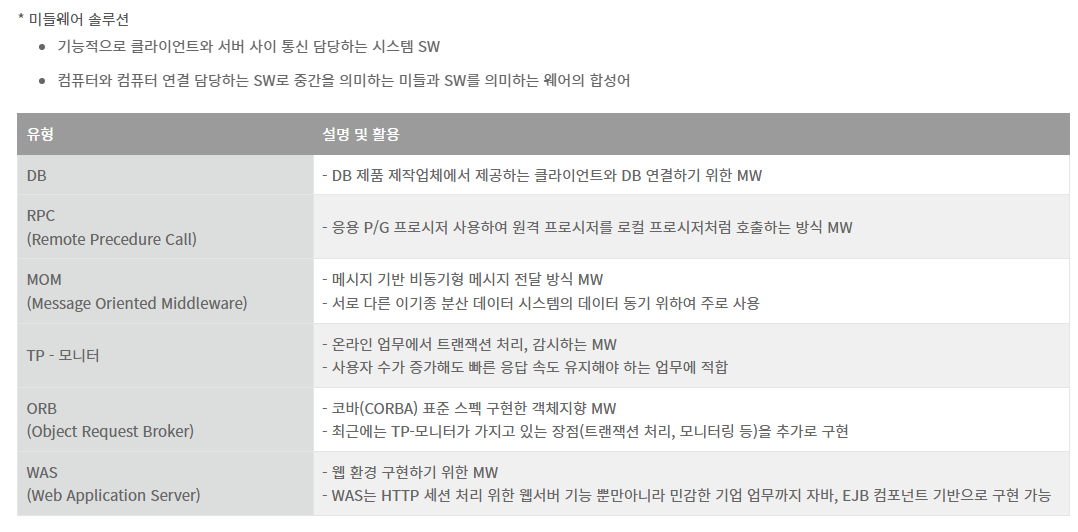 * 미들웨어 솔루션
● 기능적으로 클라이언트와 서버 사이 통신 담당하는 시스템 SW
● 컴퓨터와 컴퓨터 연결 담당하는 SW로 중간을 의미하는 미들과 SW를 의미하는 웨어의 합성어
유형 설명 및 활용
DB - DB 제품 제작업체에서 제공하는 클라이언트와 DB 연결하기 위한 MW
RPC
(Remote Precedure Call)
- 응용 P/G 프로시저 사용하여 원격 프로시저를 로컬 프로시저처럼 호출하는 방식 MW
MOM
(Message Oriented Middleware)
- 메시지 기반 비동기형 메시지 전달 방식 MW
- 서로 다른 이기종 분산 데이터 시스템의 데이터 동기 위하여 주로 사용
TP - 모니터
- 온라인 업무에서 트랜잭션 처리, 감시하는 MW
- 사용자 수가 증가해도 빠른 응답 속도 유지해야 하는 업무에 적합
ORB
(Object Request Broker)
- 코바(CORBA) 표준 스펙 구현한 객체지향 MW
- 최근에는 TP-모니터가 가지고 있는 장점(트랜잭션 처리, 모니터링 등)을 추가로 구현
WAS
(Web Application Server)
- 웹 환경 구현하기 위한 MW
- WAS는 HTTP 세션 처리 위한 웹서버 기능 뿐만아니라 민감한 기업 업무까지 자바, EJB 컴포넌트 기반으로 구현 가능